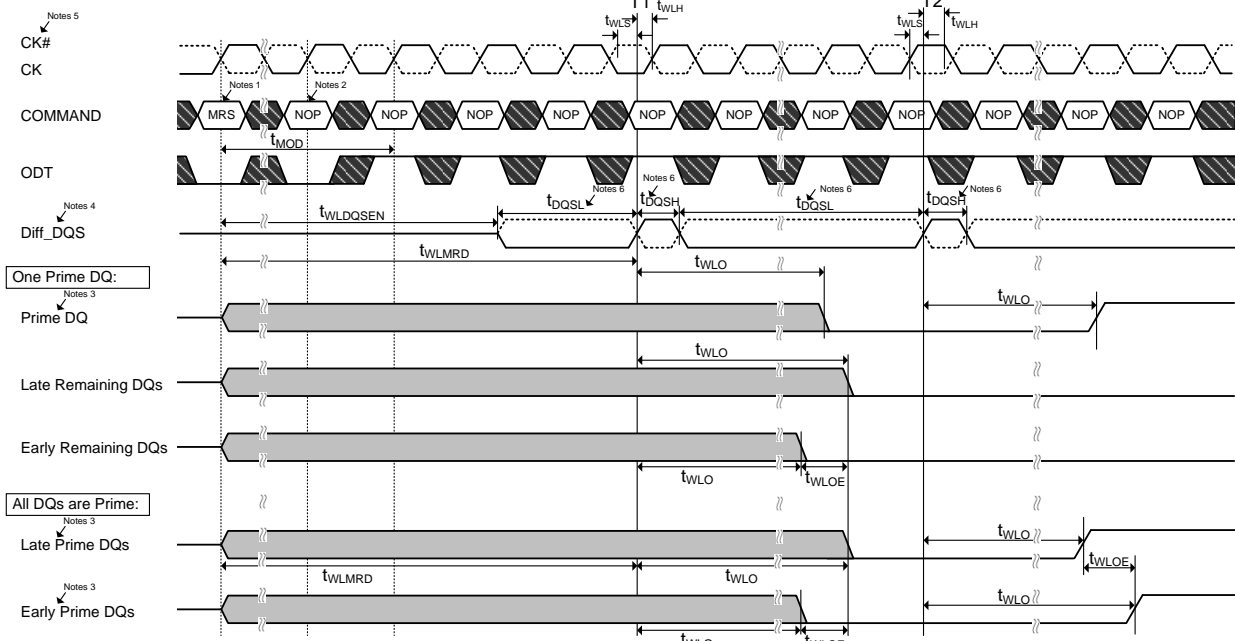 T1
T2
Notes 5
tWLS
tWLH
tWLS
tWLH
CK#
CK
Notes 1
Notes 2
COMMAND
MRS
NOP
NOP
NOP
NOP
NOP
NOP
NOP
NOP
NOP
NOP
tMOD
ODT
Notes 4
Notes 6
Notes 6
Notes 6
Notes 6
tWLDQSEN
tDQSL
tDQSH
tDQSL
tDQSH
Diff_DQS
tWLMRD
tWLO
One Prime DQ:
Notes 3
Prime DQ
tWLO
tWLO
Late Remaining DQs
Early Remaining DQs
tWLO
tWLOE
All DQs are Prime:
Notes 3
Late Prime DQs
tWLO
tWLOE
tWLMRD
tWLO
Notes 3
Early Prime DQs
tWLO
tWLO
tWLOE